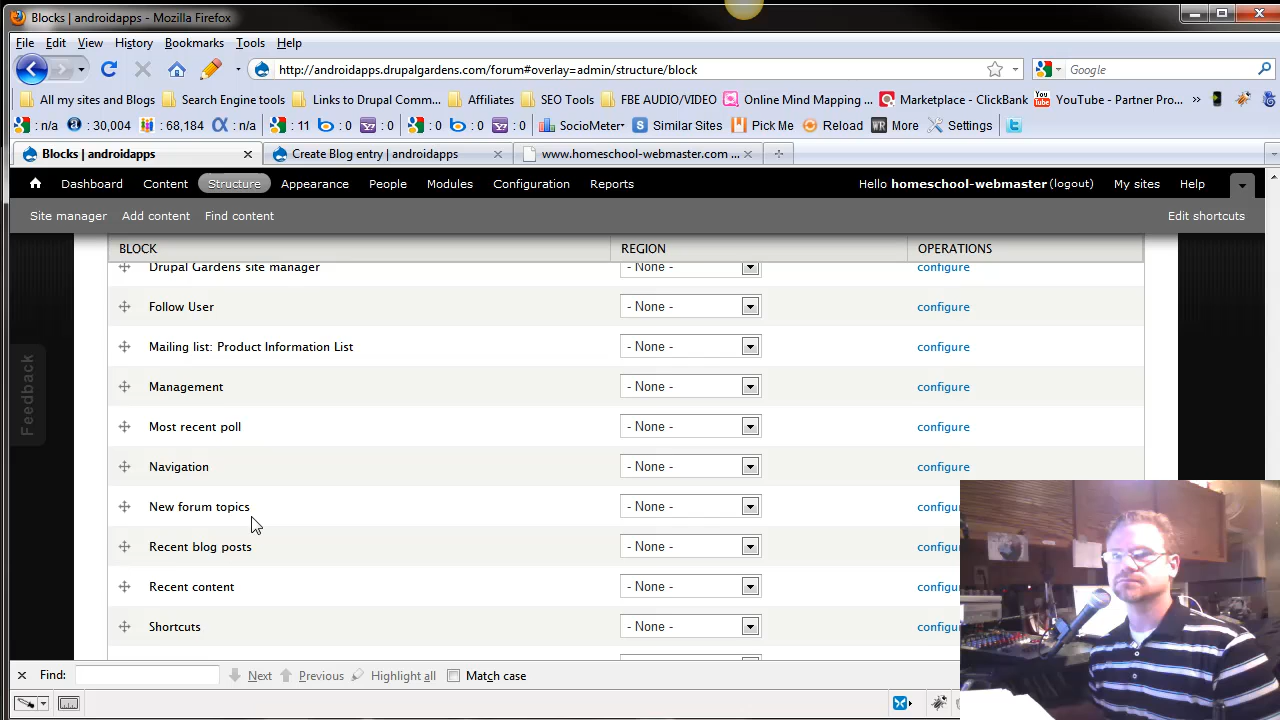 Blocks | androidapps - Mozilla Firefox
File Edit View History Bookmarks Tools Help
http://androidapps.drupalgardens.com/forum#overlay=admin/structure/block
Google
All my sites and Blogs Search Engine tools Links to Drupal Comm... Affiliates SEO Tools FBE AUDIO/VIDEO Online Mind Mapping ... Marketplace - ClickBank You Tube YouTube - Partner Pro... »
: n/a : 30,004 : 68,184 : n/a : 11 : 0 : 0 : 0 : 0 SocioMeter Similar Sites Pick Me Reload WR More Settings
Blocks | androidapps Create Blog entry | androidapps www.homeschool-webmaster.com ...
Dashboard Content Structure Appearance People Modules Configuration Reports Hello homeschool-webmaster (logout) My sites Help
Site manager Add content Find content Edit shortcuts
BLOCK REGION OPERATIONS
Drupal Gardens site manager - None - configure
Follow User - None - configure
Mailing list: Product Information List - None - configure
Management - None - configure
Most recent poll - None - configure
Navigation - None - configure
New forum topics - None - configu
Recent blog posts - None - configu
Recent content - None - configu
Shortcuts - None - configu
Feedback
Find: Next Previous Highlight all Match case